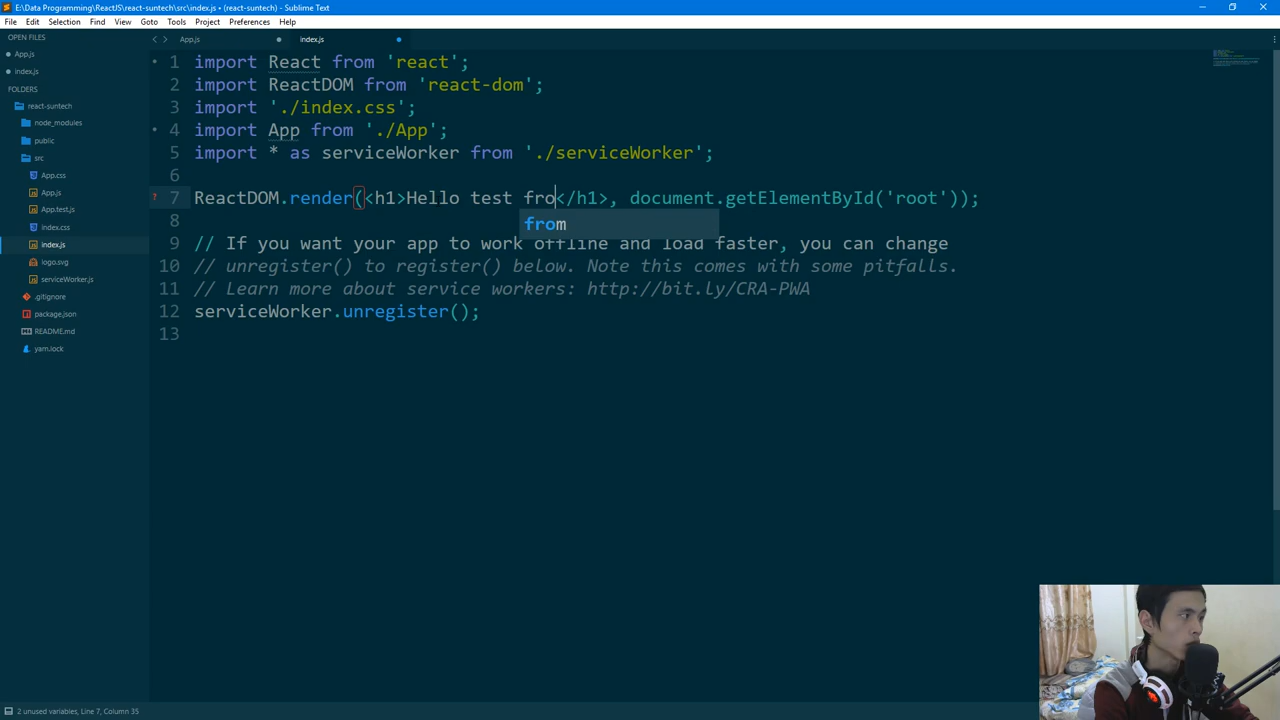 E:\Data Programming\ReactJS\react-suntech\src\index.js • (react-suntech) - Sublime Text
File Edit Selection Find View Goto Tools Project Preferences Help
OPEN FILES
App.js
index.js
FOLDERS
react-suntech
node_modules
public
src
App.css
App.js
App.test.js
index.css
index.js
logo.svg
serviceWorker.js
.gitignore
package.json
README.md
yarn.lock
App.js index.js
1 import React from 'react';
2 import ReactDOM from 'react-dom';
3 import './index.css';
4 import App from './App';
5 import * as serviceWorker from './serviceWorker';
6
7 ReactDOM.render(<h1>Hello test fro</h1>, document.getElementById('root'));
from
8
9 // If you want your app to work offline and load faster, you can change
10 // unregister() to register() below. Note this comes with some pitfalls.
11 // Learn more about service workers: http://bit.ly/CRA-PWA
12 serviceWorker.unregister();
13
2 unused variables, Line 7, Column 35